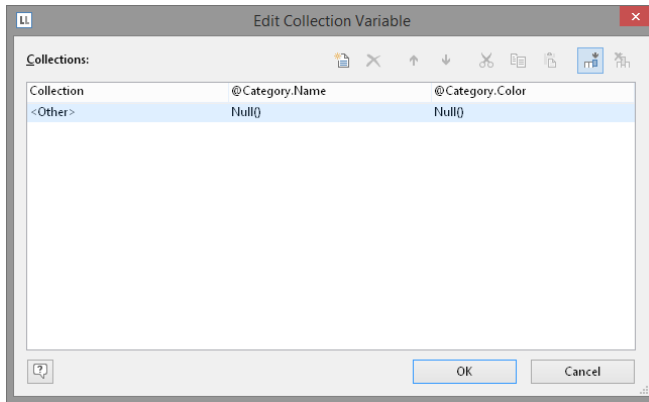 LL Edit Collection Variable
Collections:
Collection @Category.Name @Category.Color
<Other> Null() Null()
OK Cancel